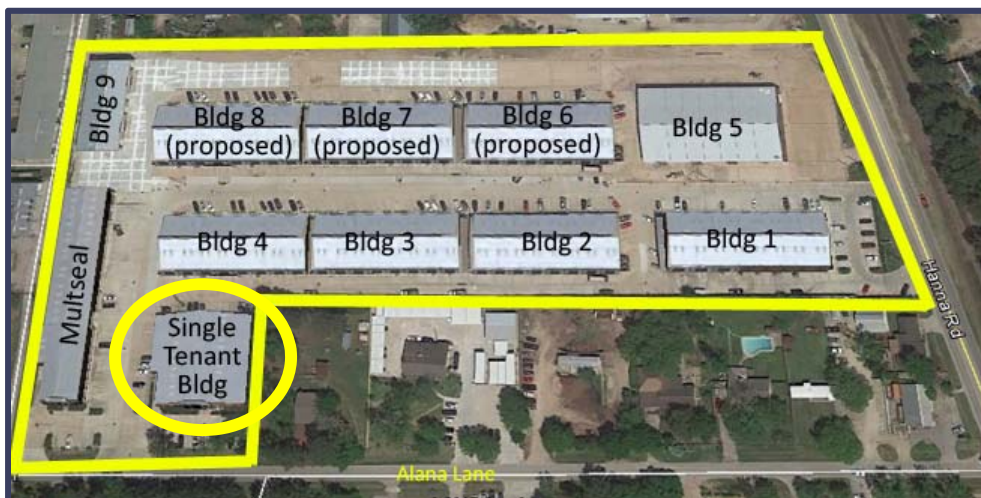 Bldg 9
Bldg 8
(proposed)
Bldg 7
(proposed)
Bldg 6
(proposed)
Bldg 5
Multseal
Bldg 4
Bldg 3
Bldg 2
Bldg 1
Single
Tenant
Bldg
Hanna Rd
Alana Lane